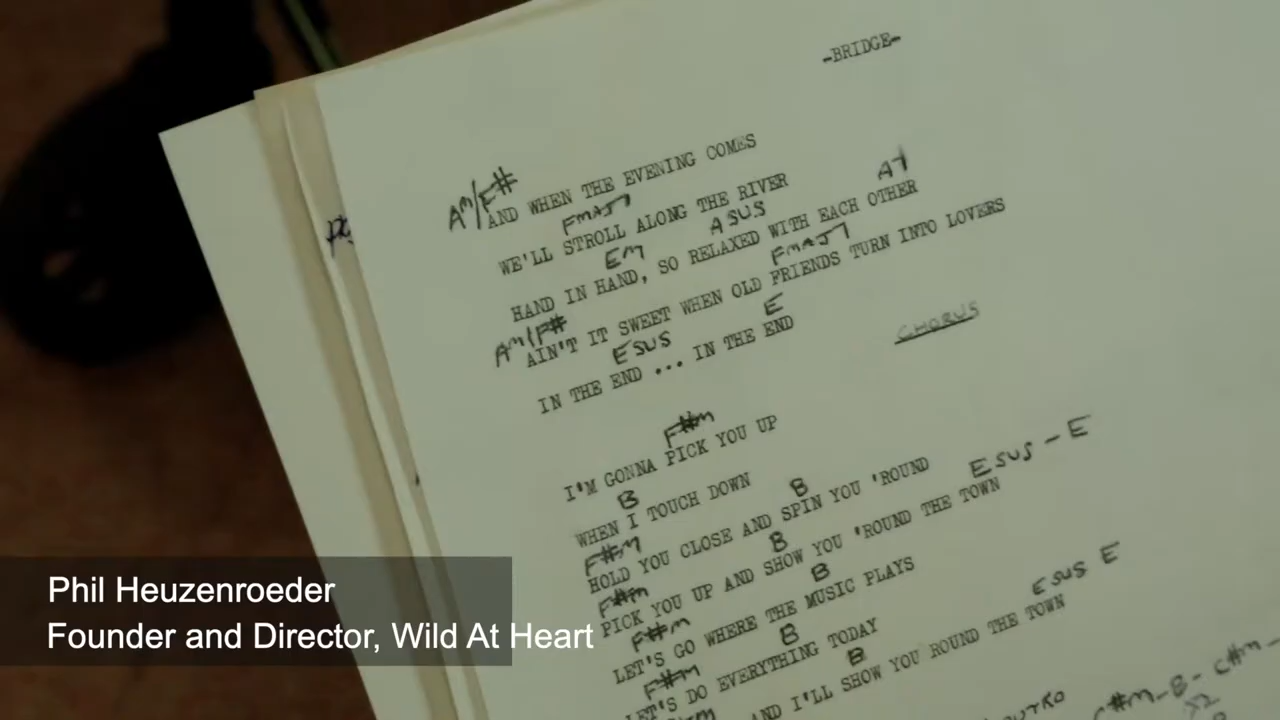 -BRIDGE-
AM/F#
AND WHEN THE EVENING COMES
FMAJ7
WE'LL STROLL ALONG THE RIVER
EM ASUS A7
HAND IN HAND, SO RELAXED WITH EACH OTHER
AM/F# FMAJ7
AIN'T IT SWEET WHEN OLD FRIENDS TURN INTO LOVERS
ESUS E
IN THE END ... IN THE END
CHORUS
F#M
I'M GONNA PICK YOU UP
B
WHEN I TOUCH DOWN
F#M B
HOLD YOU CLOSE AND SPIN YOU 'ROUND
F#M B ESUS - E
PICK YOU UP AND SHOW YOU 'ROUND THE TOWN
F#M B
LET'S GO WHERE THE MUSIC PLAYS
F#M B
LET'S DO EVERYTHING TODAY
B ESUS E
AND I'LL SHOW YOU ROUND THE TOWN
OUTRO
C#M-B-C#M-
Phil Heuzenroeder
Founder and Director, Wild At Heart